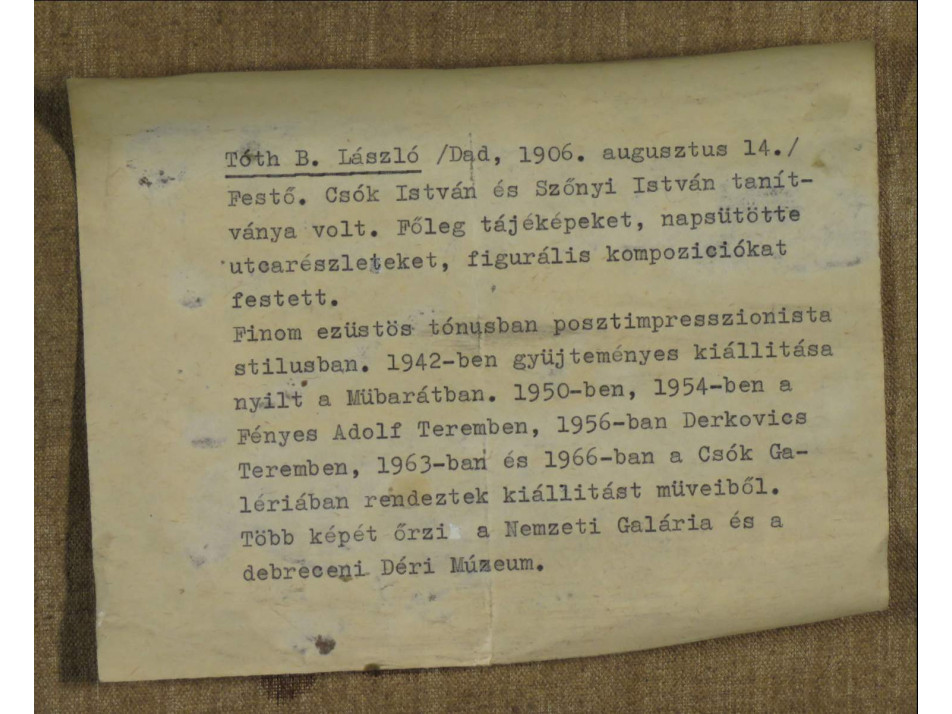 Tóth B. László /Dad, 1906. augusztus 14./
Festő. Csók István és Szőnyi István tanít-
ványa volt. Főleg tájéképeket, napsütötte
utcarészleteket, figurális kompoziciókat
festett.
Finom ezüstös tónusban posztimpresszionista
stilusban. 1942-ben gyüjteményes kiállitása
nyilt a Mübarátban. 1950-ben, 1954-ben a
Fényes Adolf Teremben, 1956-ban Derkovics
Teremben, 1963-ban és 1966-ban a Csók Ga-
lériában rendeztek kiállitást müveiből.
Több képét őrzi a Nemzeti Galária és a
debreceni Déri Múzeum.